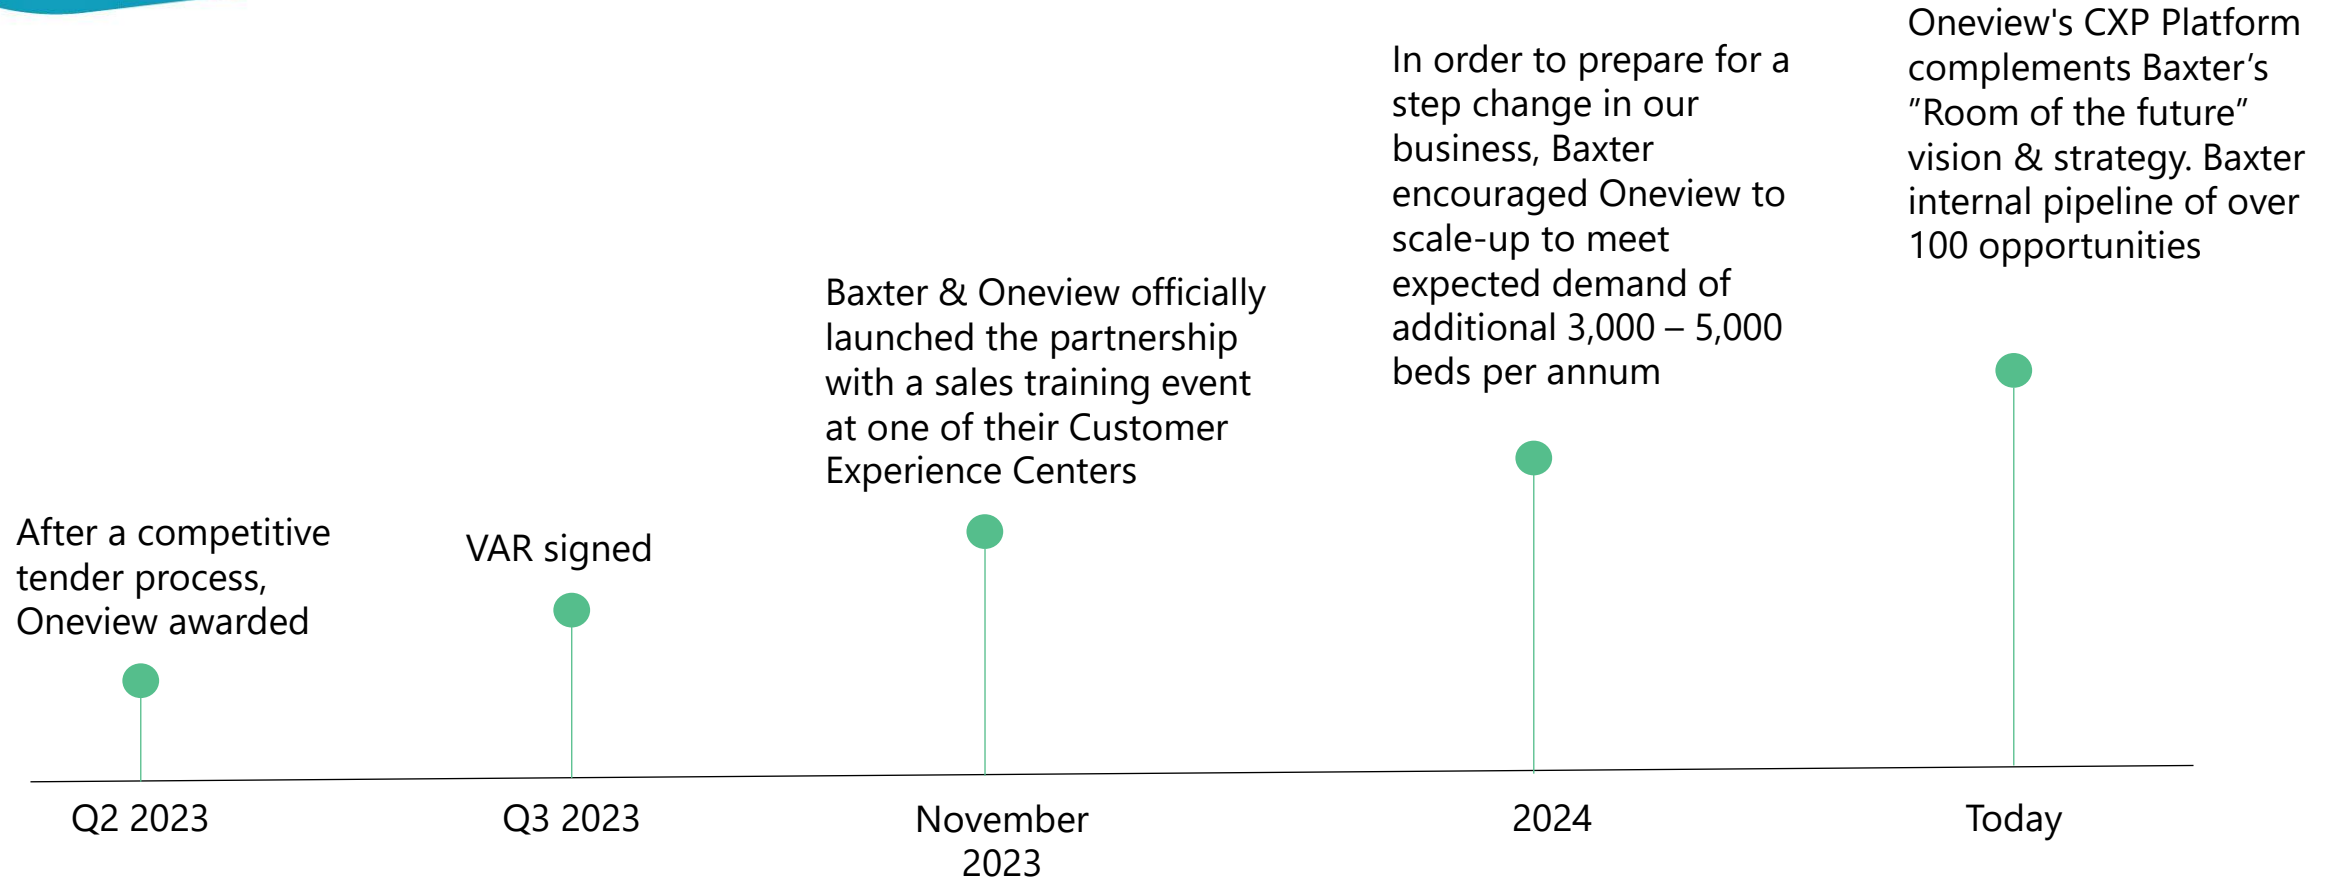 After a competitive
tender process,
Oneview awarded
VAR signed
Baxter & Oneview officially
launched the partnership
with a sales training event
at one of their Customer
Experience Centers
In order to prepare for a
step change in our
business, Baxter
encouraged Oneview to
scale-up to meet
expected demand of
additional 3,000 – 5,000
beds per annum
Oneview's CXP Platform
complements Baxter’s
”Room of the future”
vision & strategy. Baxter
internal pipeline of over
100 opportunities
Q2 2023
Q3 2023
November
2023
2024
Today